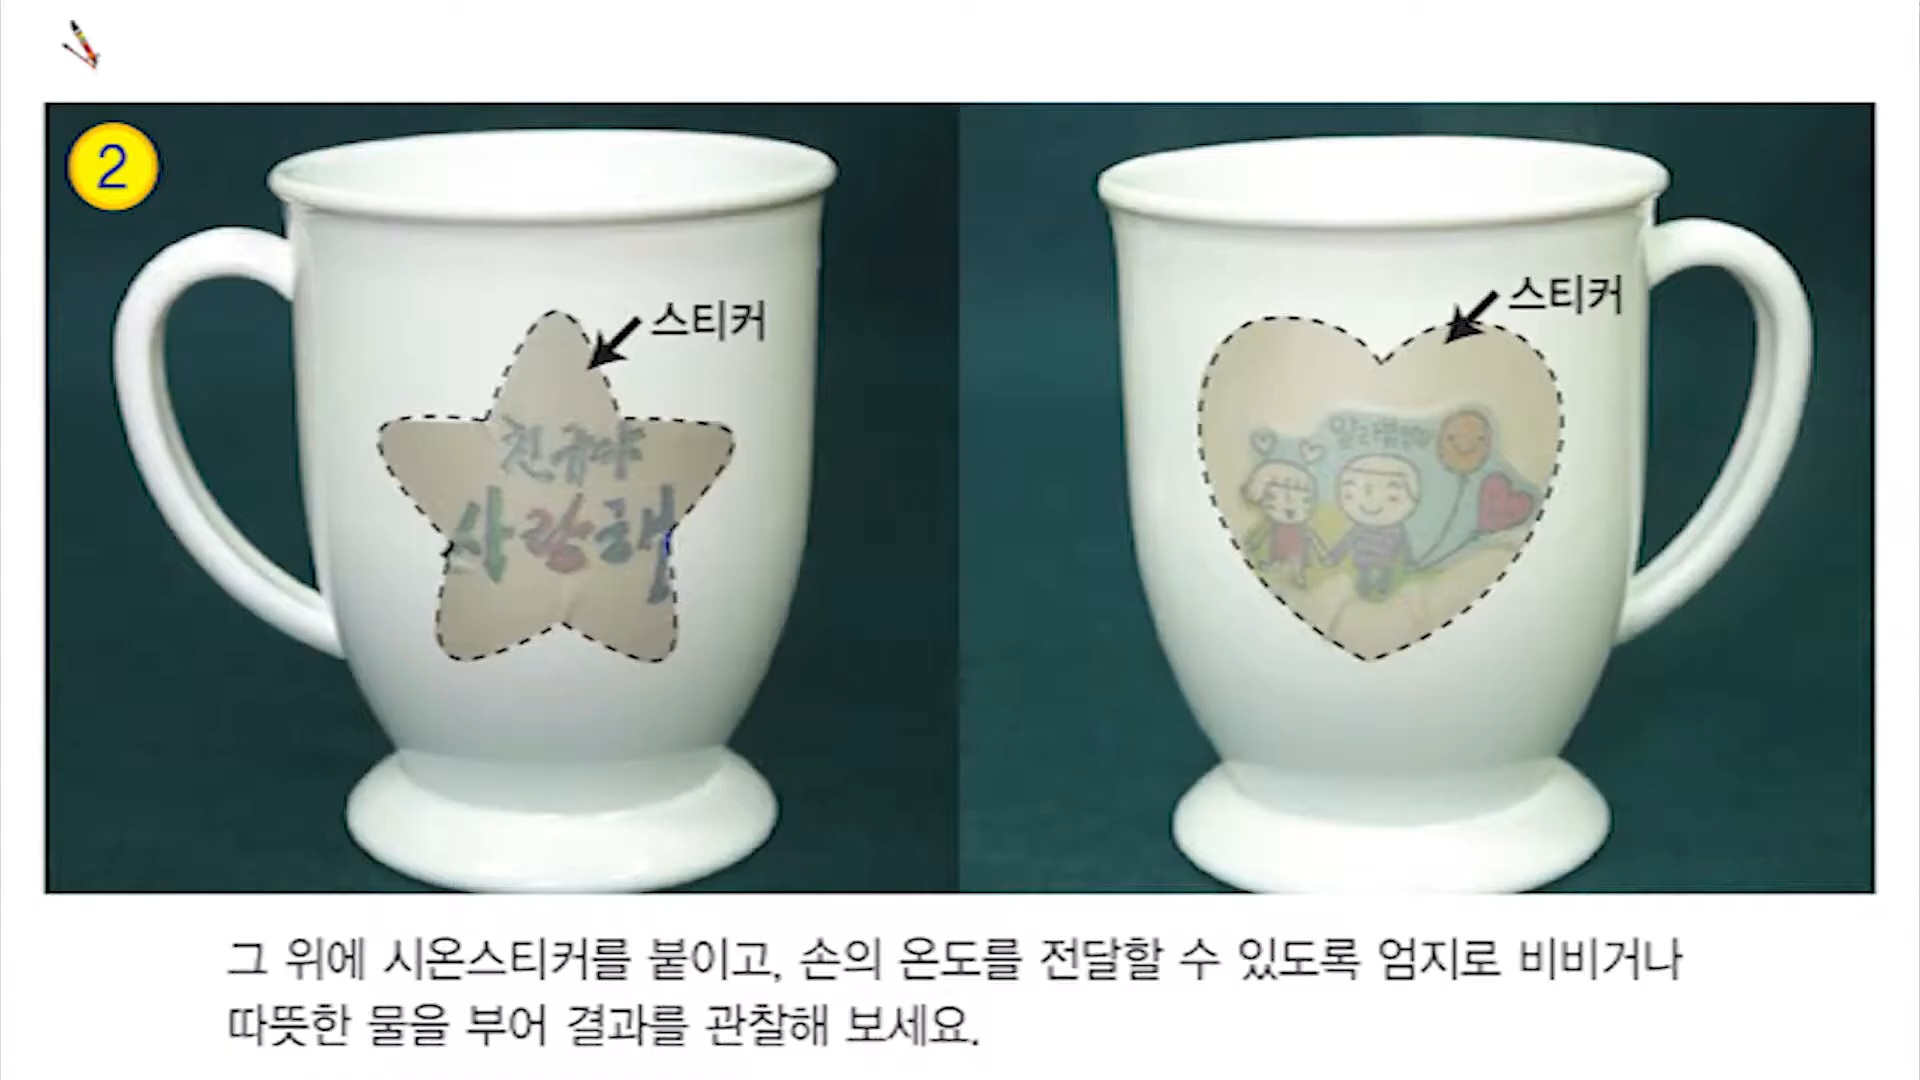 2
스티커
친구야
사랑해
스티커
그 위에 시온스티커를 붙이고, 손의 온도를 전달할 수 있도록 엄지로 비비거나
따뜻한 물을 부어 결과를 관찰해 보세요.